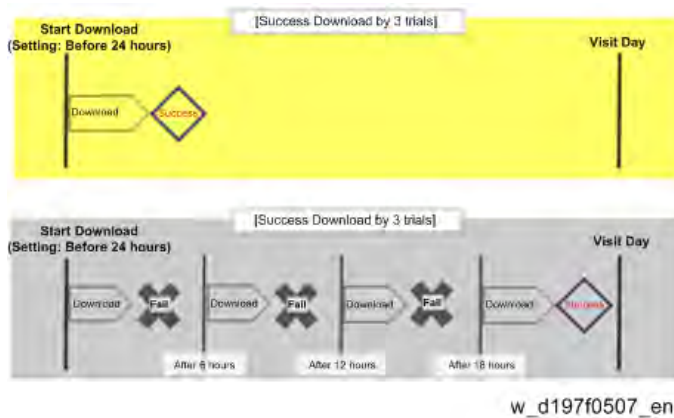 [Success Download by 3 trials]
Start Download
(Setting: Before 24 hours)
Visit Day
Download
Success
[Success Download by 3 trials]
Start Download
(Setting: Before 24 hours)
Visit Day
Download
Fail
Download
Fail
Download
Fail
Download
Success
After 6 hours
After 12 hours
After 18 hours
w_d197f0507_en